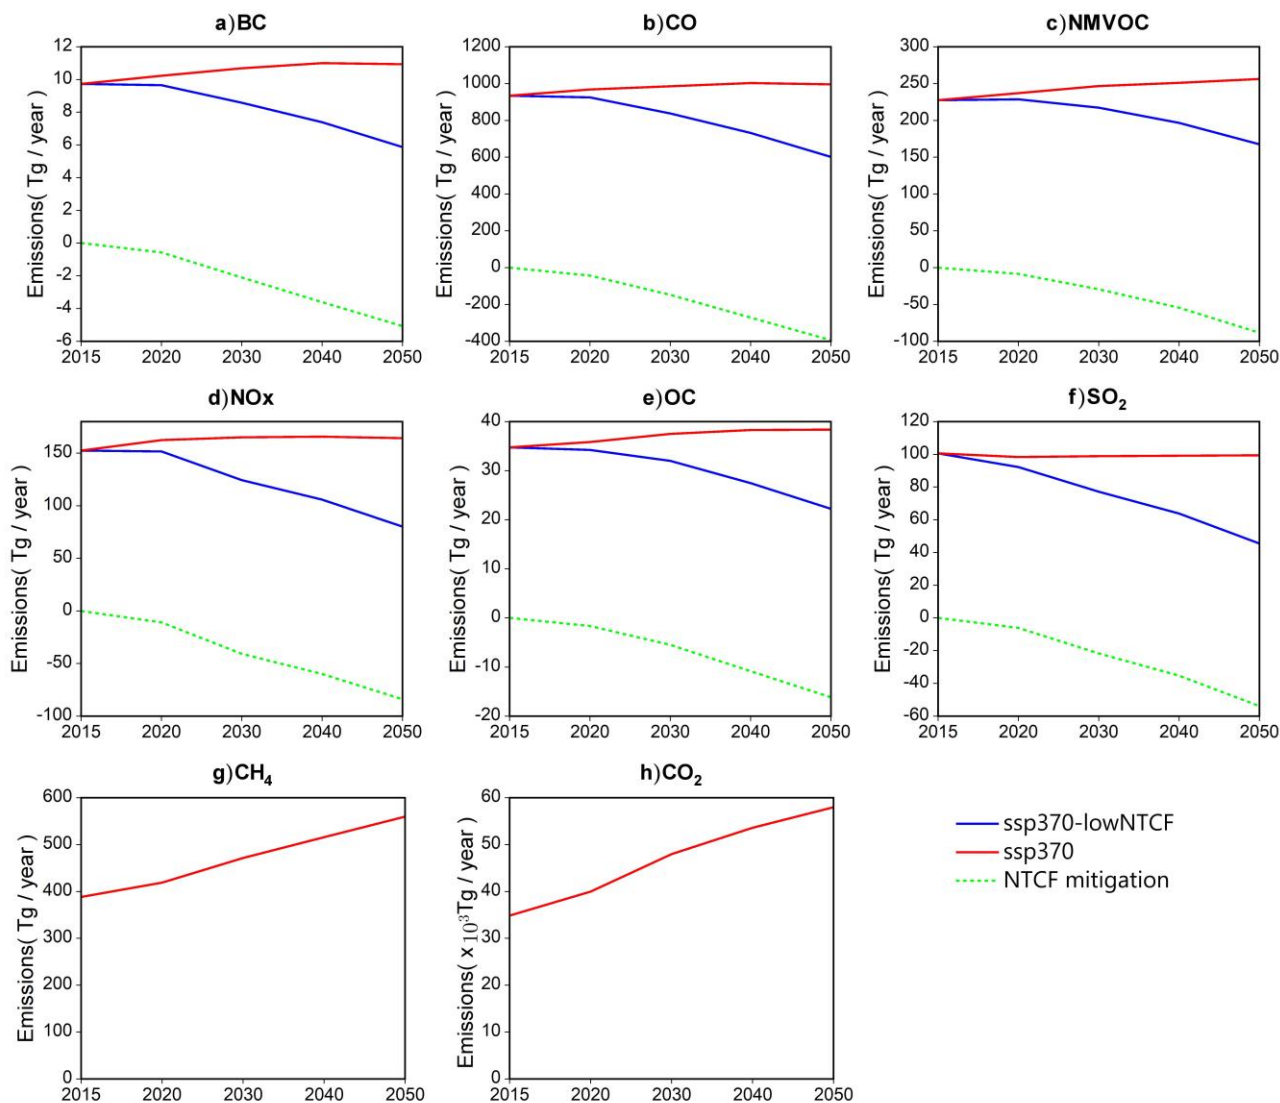 a)BC
Emissions( Tg / year)
12
10
8
6
4
2
0
-2
-4
-6
2015 2020 2030 2040 2050
b)CO
Emissions( Tg / year)
1200
1000
800
600
400
200
0
-200
-400
2015 2020 2030 2040 2050
c)NMVOC
Emissions( Tg / year)
300
250
200
150
100
50
0
-50
-100
2015 2020 2030 2040 2050
d)NOx
Emissions( Tg / year)
150
100
50
0
-50
-100
2015 2020 2030 2040 2050
e)OC
Emissions( Tg / year)
40
30
20
10
0
-10
-20
2015 2020 2030 2040 2050
f)SO₂
Emissions( Tg / year)
120
100
80
60
40
20
0
-20
-40
-60
2015 2020 2030 2040 2050
g)CH₄
Emissions( Tg / year)
600
500
400
300
200
100
0
2015 2020 2030 2040 2050
h)CO₂
Emissions( x 10³Tg / year)
60
50
40
30
20
10
0
2015 2020 2030 2040 2050
ssp370-lowNTCF
ssp370
NTCF mitigation